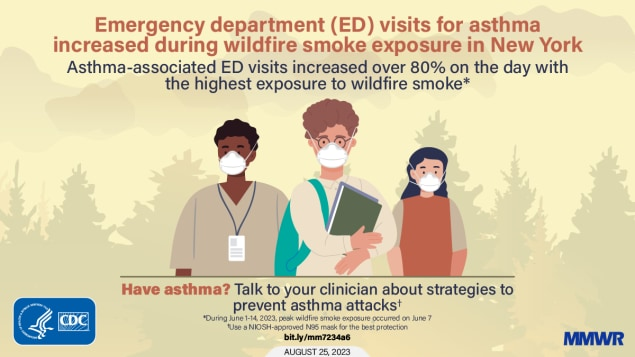 Emergency department (ED) visits for asthma
increased during wildfire smoke exposure in New York
Asthma-associated ED visits increased over 80% on the day with
the highest exposure to wildfire smoke*
Have asthma? Talk to your clinician about strategies to
prevent asthma attacks†
*During June 1-14, 2023, peak wildfire smoke exposure occurred on June 7
†Use a NIOSH-approved N95 mask for the best protection
bit.ly/mm7234a6
CDC
MMWR
AUGUST 25, 2023